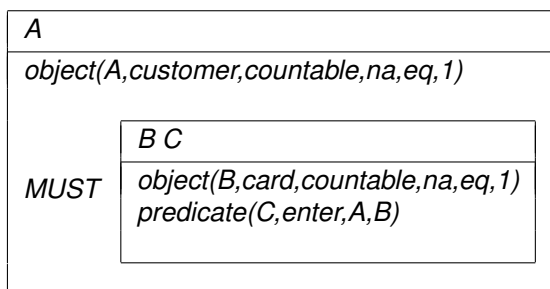 A
object(A,customer,countable,na,eq,1)
B C
MUST
object(B,card,countable,na,eq,1)
predicate(C,enter,A,B)